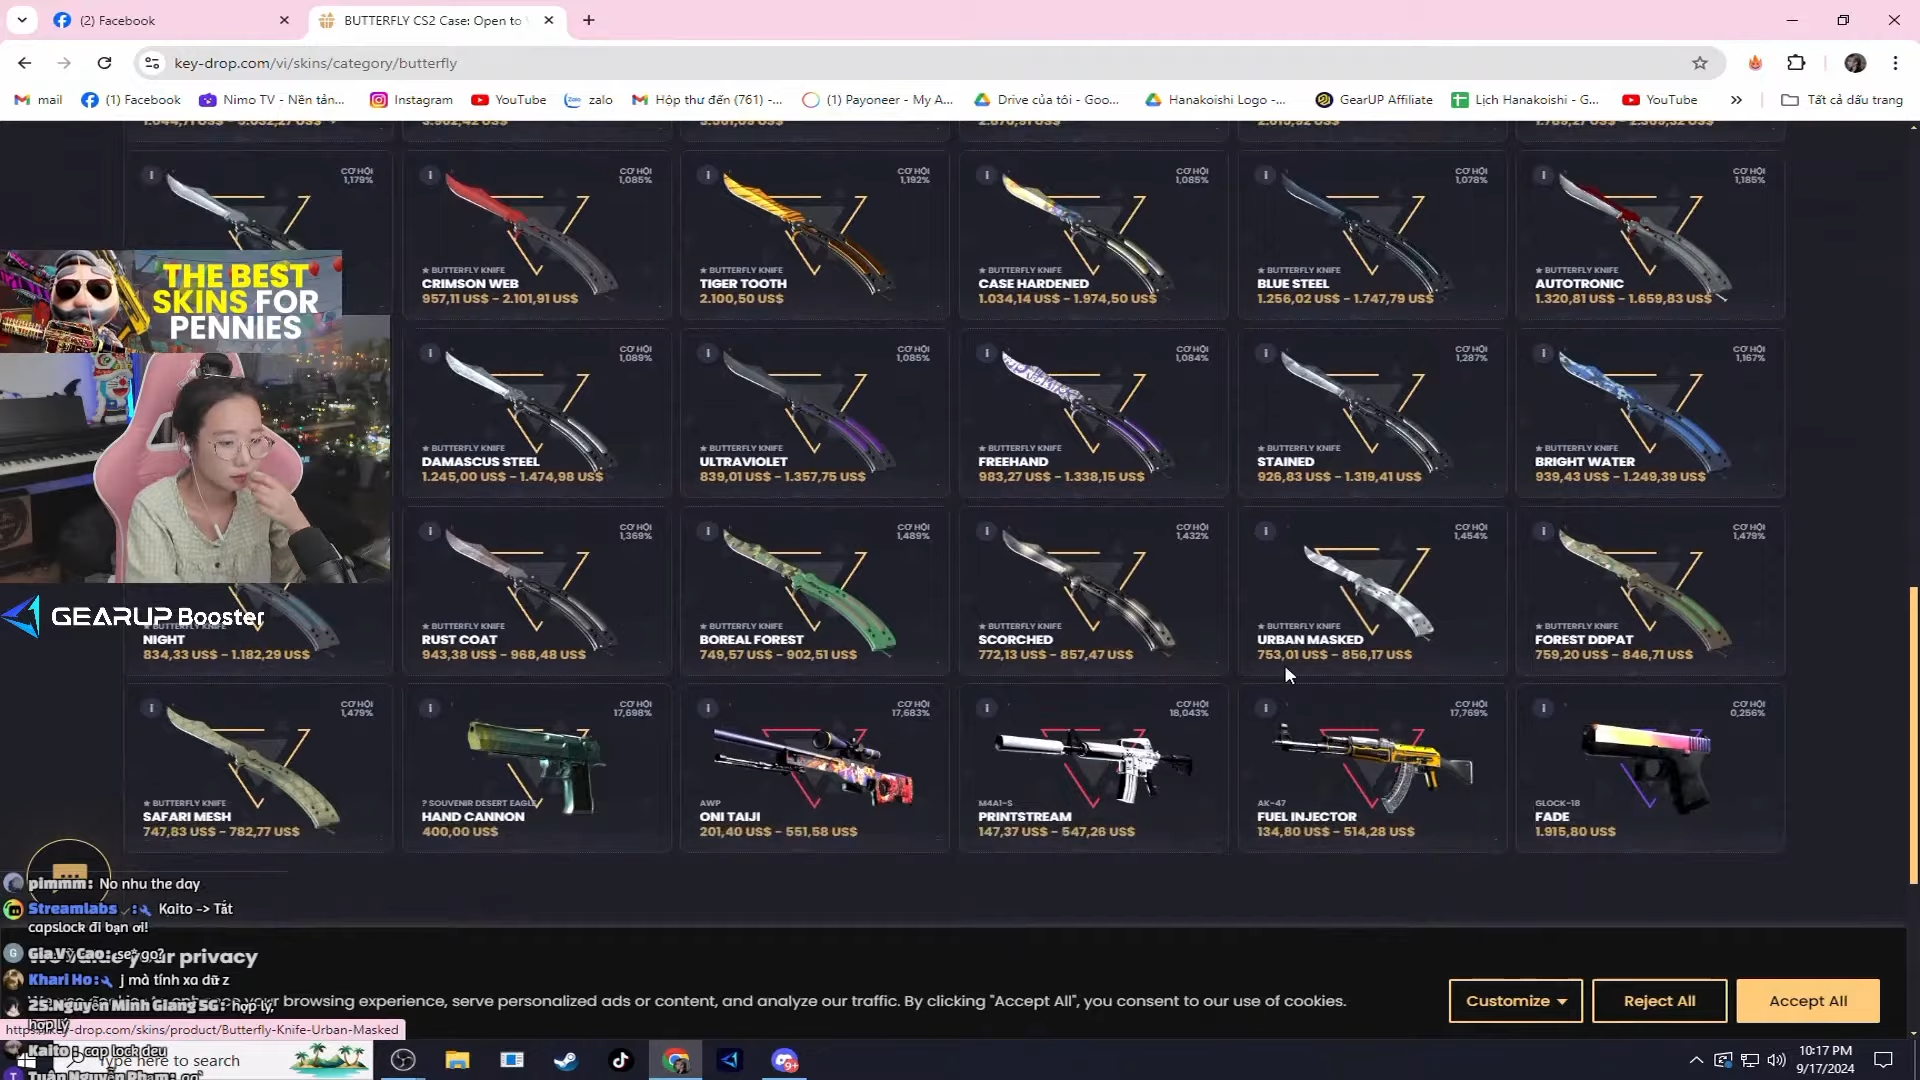 (2) Facebook
BUTTERFLY CS2 Case: Open to
key-drop.com/vi/skins/category/butterfly
mail
(1) Facebook
Nimo TV - Nền tản...
Instagram
YouTube
zalo
Hộp thư đến (761) -...
(1) Payoneer - My A...
Drive của tôi - Goo...
Hanakoishi Logo -...
GearUP Affiliate
Lịch Hanakoishi - G...
YouTube
Tất cả dấu trang
CƠ HỘI
1,179%
CƠ HỘI
1,085%
★ BUTTERFLY KNIFE
CRIMSON WEB
957,11 US$ - 2.101,91 US$
CƠ HỘI
1,192%
★ BUTTERFLY KNIFE
TIGER TOOTH
2.100,50 US$
CƠ HỘI
1,085%
★ BUTTERFLY KNIFE
CASE HARDENED
1.034,14 US$ - 1.974,50 US$
CƠ HỘI
1,078%
★ BUTTERFLY KNIFE
BLUE STEEL
1.256,02 US$ - 1.747,79 US$
CƠ HỘI
1,185%
★ BUTTERFLY KNIFE
AUTOTRONIC
1.320,81 US$ - 1.659,83 US$
THE BEST
SKINS FOR
PENNIES
CƠ HỘI
1,089%
★ BUTTERFLY KNIFE
DAMASCUS STEEL
1.245,00 US$ - 1.474,98 US$
CƠ HỘI
1,085%
★ BUTTERFLY KNIFE
ULTRAVIOLET
839,01 US$ - 1.357,75 US$
CƠ HỘI
1,084%
★ BUTTERFLY KNIFE
FREEHAND
983,27 US$ - 1.338,15 US$
CƠ HỘI
1,287%
★ BUTTERFLY KNIFE
STAINED
926,83 US$ - 1.319,41 US$
CƠ HỘI
1,167%
★ BUTTERFLY KNIFE
BRIGHT WATER
939,43 US$ - 1.249,39 US$
GEARUP Booster
★ BUTTERFLY KNIFE
NIGHT
834,33 US$ - 1.182,29 US$
CƠ HỘI
1,369%
★ BUTTERFLY KNIFE
RUST COAT
943,38 US$ - 968,48 US$
CƠ HỘI
1,489%
★ BUTTERFLY KNIFE
BOREAL FOREST
749,57 US$ - 902,51 US$
CƠ HỘI
1,432%
★ BUTTERFLY KNIFE
SCORCHED
772,13 US$ - 857,47 US$
CƠ HỘI
1,454%
★ BUTTERFLY KNIFE
URBAN MASKED
753,01 US$ - 856,17 US$
CƠ HỘI
1,479%
★ BUTTERFLY KNIFE
FOREST DDPAT
759,20 US$ - 846,71 US$
CƠ HỘI
1,479%
★ BUTTERFLY KNIFE
SAFARI MESH
747,83 US$ - 782,77 US$
CƠ HỘI
17,698%
? SOUVENIR DESERT EAGLE
HAND CANNON
400,00 US$
CƠ HỘI
17,683%
AWP
ONI TAIJI
201,40 US$ - 551,58 US$
CƠ HỘI
18,043%
M4A1-S
PRINTSTREAM
147,37 US$ - 547,26 US$
CƠ HỘI
17,769%
AK-47
FUEL INJECTOR
134,80 US$ - 514,28 US$
CƠ HỘI
0,256%
GLOCK-18
FADE
1.915,80 US$
pimmm: No nhu the day
Streamlabs: Kaito -> Tắt
capslock đi bạn ơi!
Gia Vỹ Cao: se* go?
Khari Ho: j mà tính xa dữ z
2S.Nguyễn Minh Giang SG: hợp lý,
hợp lý
Kaito: cap lock deu
your privacy
your browsing experience, serve personalized ads or content, and analyze our traffic. By clicking "Accept All", you consent to our use of cookies.
Customize
Reject All
Accept All
https://key-drop.com/skins/product/Butterfly-Knife-Urban-Masked
Type here to search
9+
10:17 PM
9/17/2024